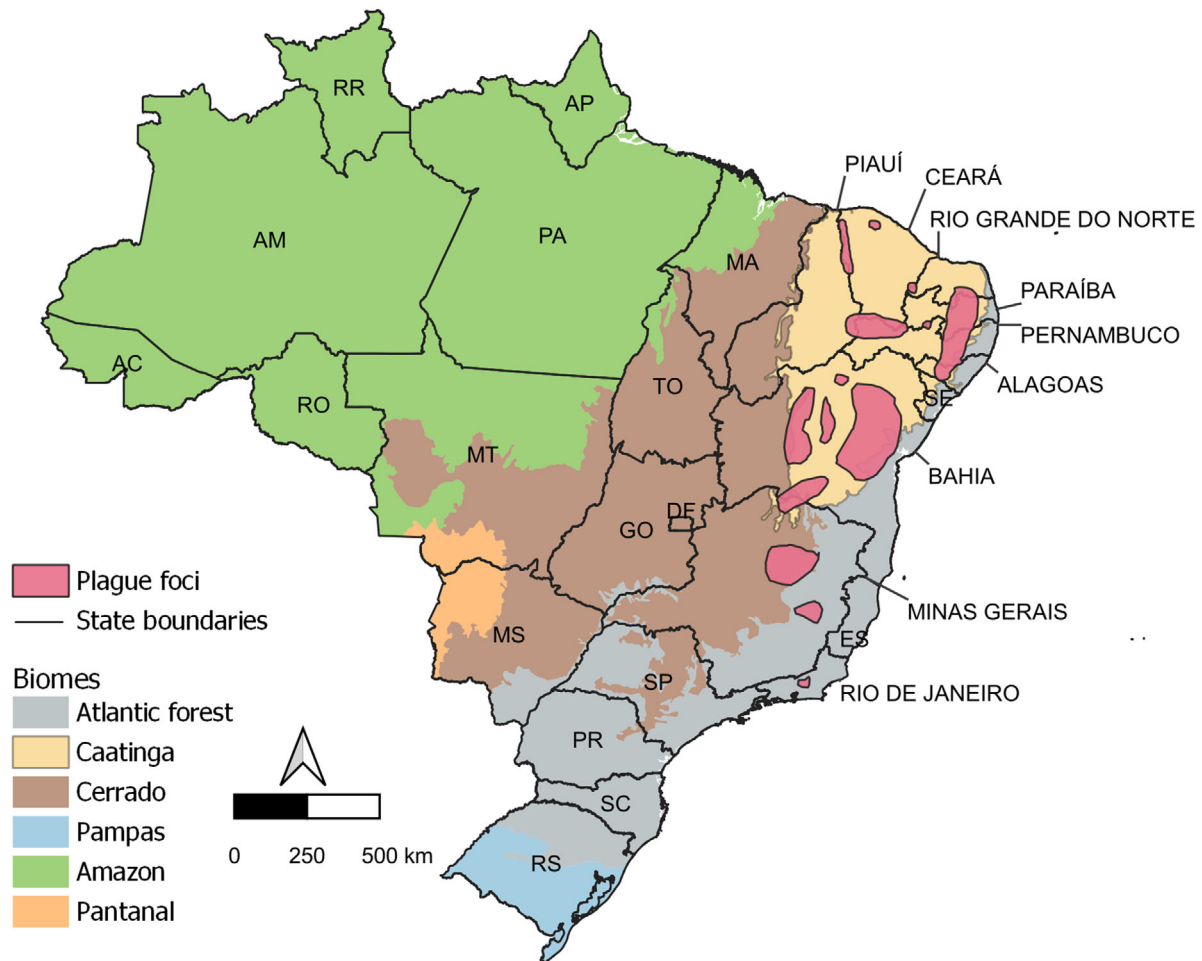 RR
AP
PIAUÍ
CEARÁ
RIO GRANDE DO NORTE
AM
PA
MA
PARAÍBA
PERNAMBUCO
AC
TO
ALAGOAS
RO
SE
MT
BAHIA
DF
GO
Plague foci
State boundaries
MINAS GERAIS
MS
ES
Biomes
SP
RIO DE JANEIRO
Atlantic forest
Caatinga
PR
Cerrado
SC
Pampas
0 250 500 km
RS
Amazon
Pantanal